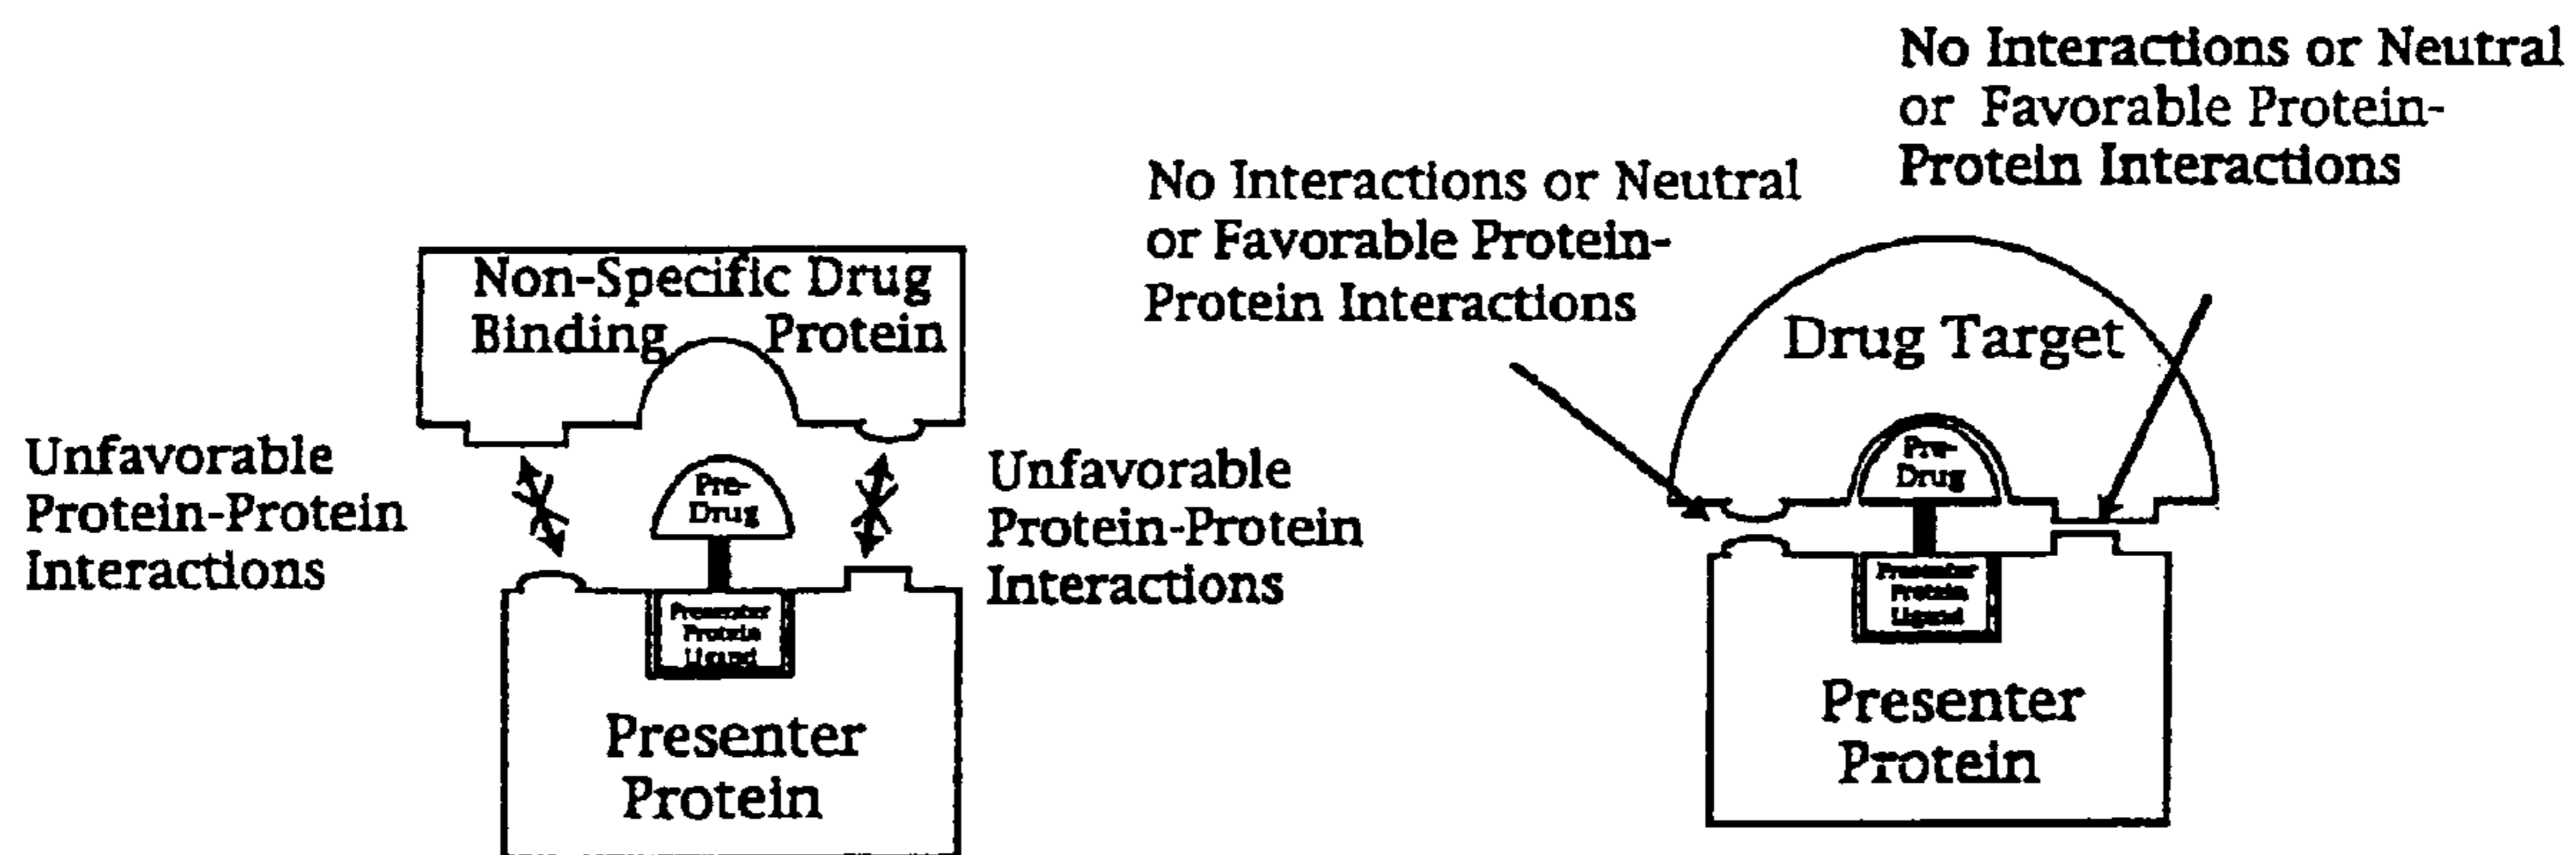 No Interactions or Neutral
or Favorable Protein-
Protein Interactions
No Interactions or Neutral
or Favorable Protein-
Protein Interactions
Non-Specific Drug
Binding Protein
Drug Target
Unfavorable
Protein-Protein
Interactions
Pre-
Drug
Unfavorable
Protein-Protein
Interactions
Pre-
Drug
Presenter
Protein
Ligand
Presenter
Protein
Ligand
Presenter
Protein
Presenter
Protein